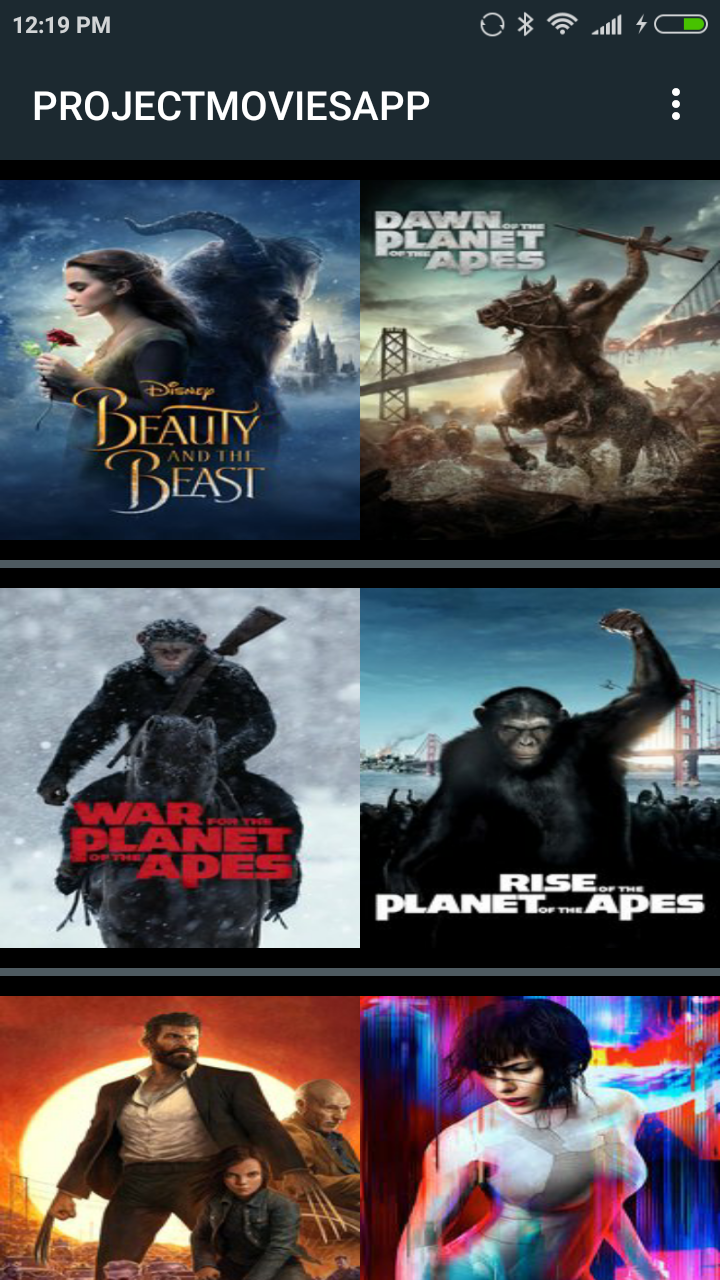 12:19 PM
PROJECTMOVIESAPP
Disney
BEAUTY
AND THE
BEAST
DAWN OF THE
PLANET
OF THE APES
WAR FOR THE
PLANET
OF THE APES
RISE OF THE
PLANET OF THE APES